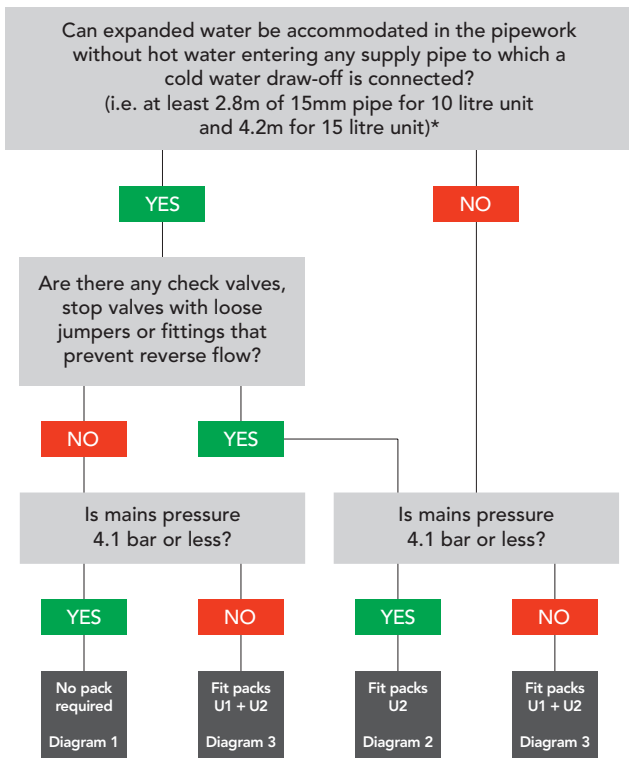 Can expanded water be accommodated in the pipework
without hot water entering any supply pipe to which a
cold water draw-off is connected?
(i.e. at least 2.8m of 15mm pipe for 10 litre unit
and 4.2m for 15 litre unit)*
YES
NO
Are there any check valves,
stop valves with loose
jumpers or fittings that
prevent reverse flow?
NO
YES
Is mains pressure
4.1 bar or less?
Is mains pressure
4.1 bar or less?
YES
NO
YES
NO
No pack
required
Diagram 1
Fit packs
U1 + U2
Diagram 3
Fit packs
U2
Diagram 2
Fit packs
U1 + U2
Diagram 3